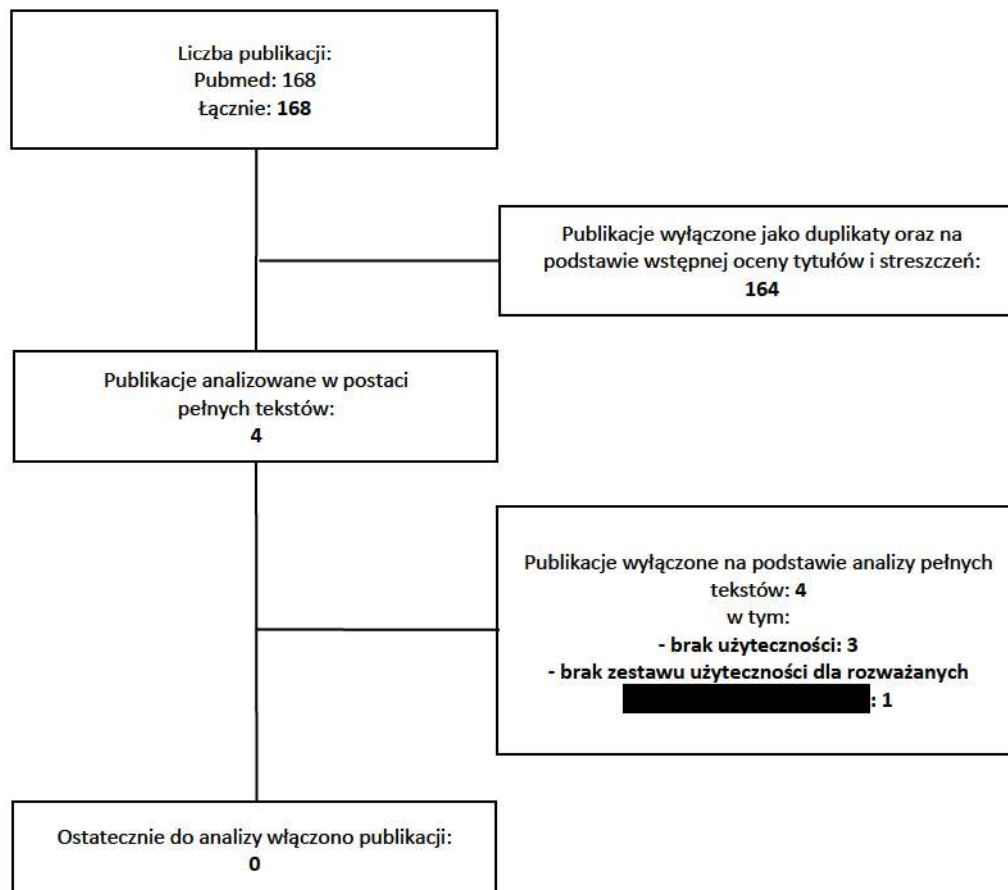 Liczba publikacji:
Pubmed: 168
Łącznie: 168
Publikacje wyłączone jako duplikaty oraz na
podstawie wstępnej oceny tytułów i streszczeń:
164
Publikacje analizowane w postaci
pełnych tekstów:
4
Publikacje wyłączone na podstawie analizy pełnych
tekstów: 4
w tym:
- brak użyteczności: 3
- brak zestawu użyteczności dla rozważanych
: 1
Ostatecznie do analizy włączono publikacji:
0